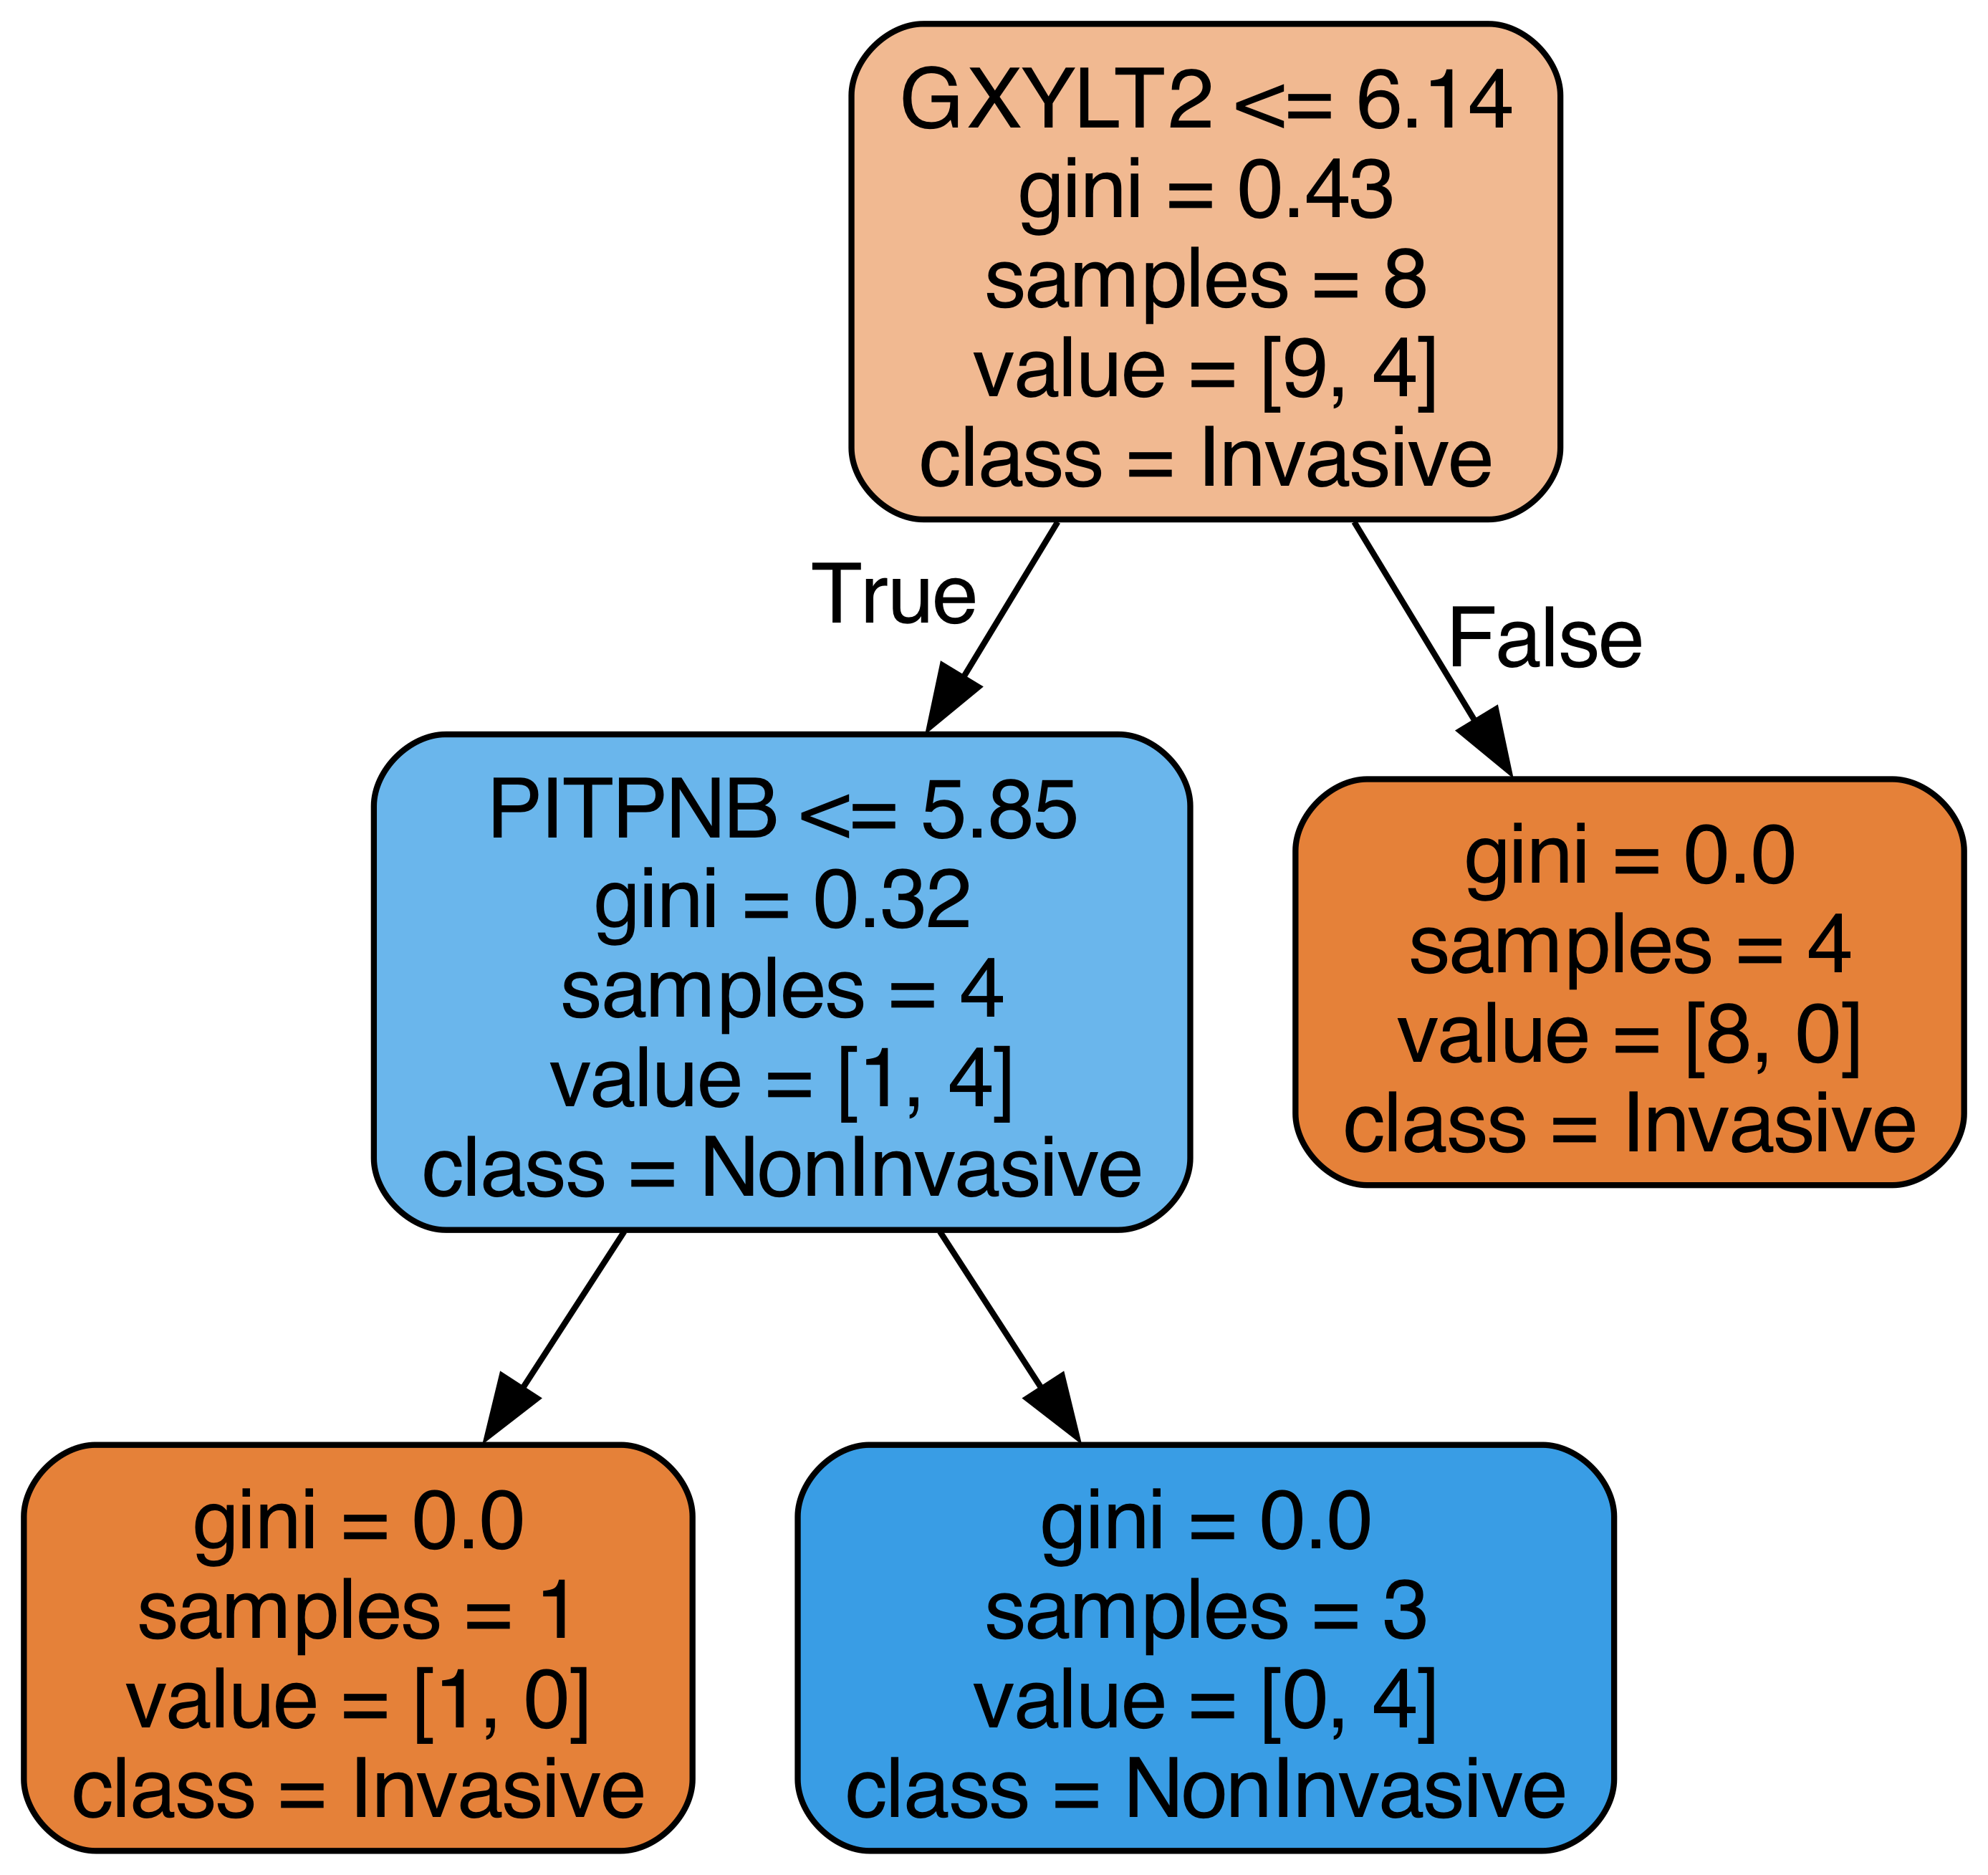 GXYLT2 <= 6.14
gini = 0.43
samples = 8
value = [9, 4]
class = Invasive
True
False
PITPNB <= 5.85
gini = 0.32
samples = 4
value = [1, 4]
class = NonInvasive
gini = 0.0
samples = 4
value = [8, 0]
class = Invasive
gini = 0.0
samples = 1
value = [1, 0]
class = Invasive
gini = 0.0
samples = 3
value = [0, 4]
class = NonInvasive